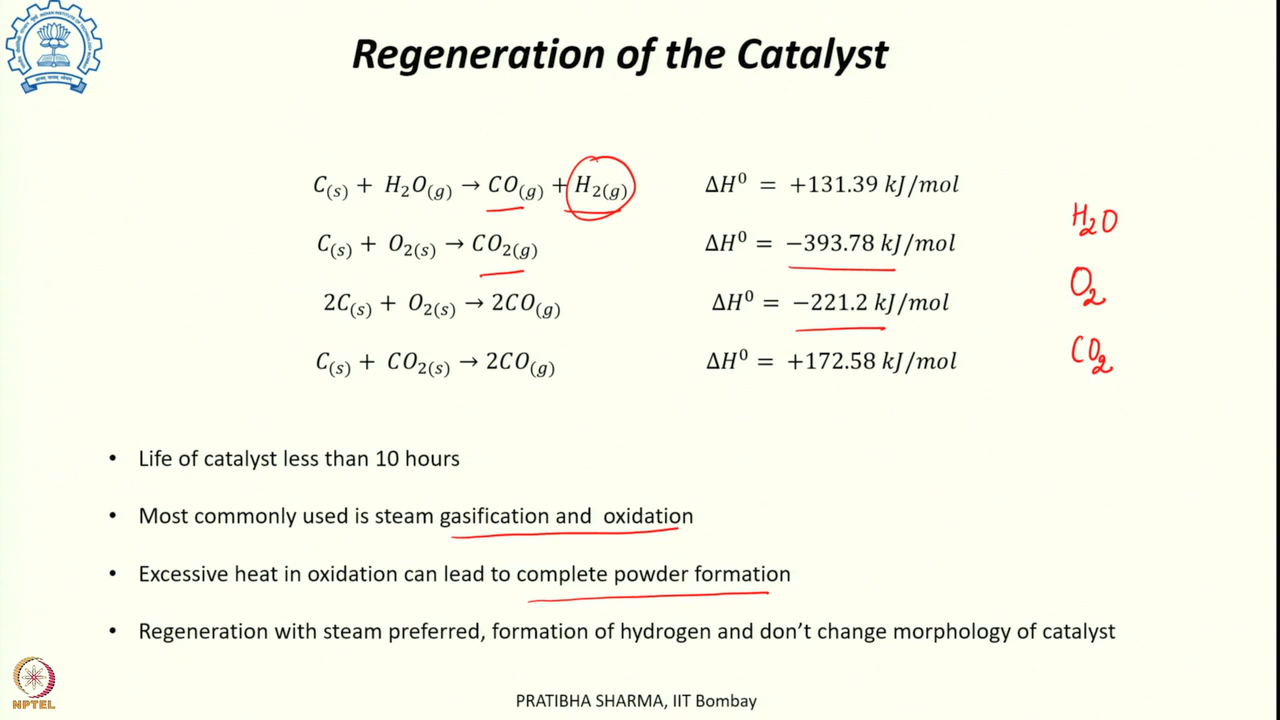 Regeneration of the Catalyst
C(s) + H2O(g) → CO(g) + H2(g) ΔH⁰ = +131.39 kJ/mol
C(s) + O2(s) → CO2(g) ΔH⁰ = −393.78 kJ/mol
2C(s) + O2(s) → 2CO(g) ΔH⁰ = −221.2 kJ/mol
C(s) + CO2(s) → 2CO(g) ΔH⁰ = +172.58 kJ/mol
H2O
O2
CO2
• Life of catalyst less than 10 hours
• Most commonly used is steam gasification and oxidation
• Excessive heat in oxidation can lead to complete powder formation
• Regeneration with steam preferred, formation of hydrogen and don't change morphology of catalyst
NPTEL
PRATIBHA SHARMA, IIT Bombay